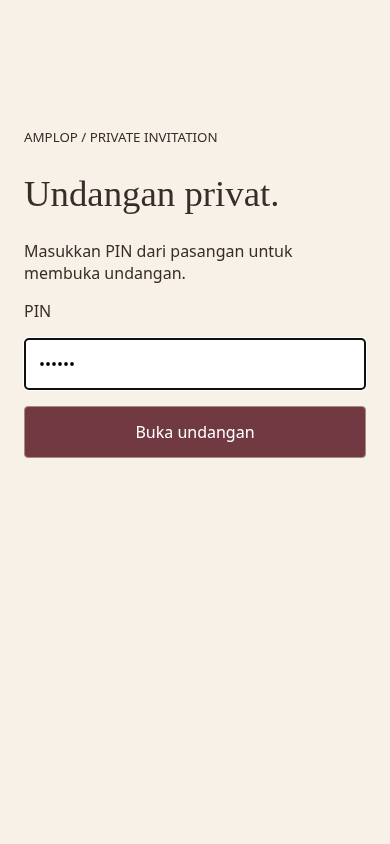 AMPLOP / PRIVATE INVITATION
Undangan privat.
Masukkan PIN dari pasangan untuk
membuka undangan.
PIN
••••••
Buka undangan